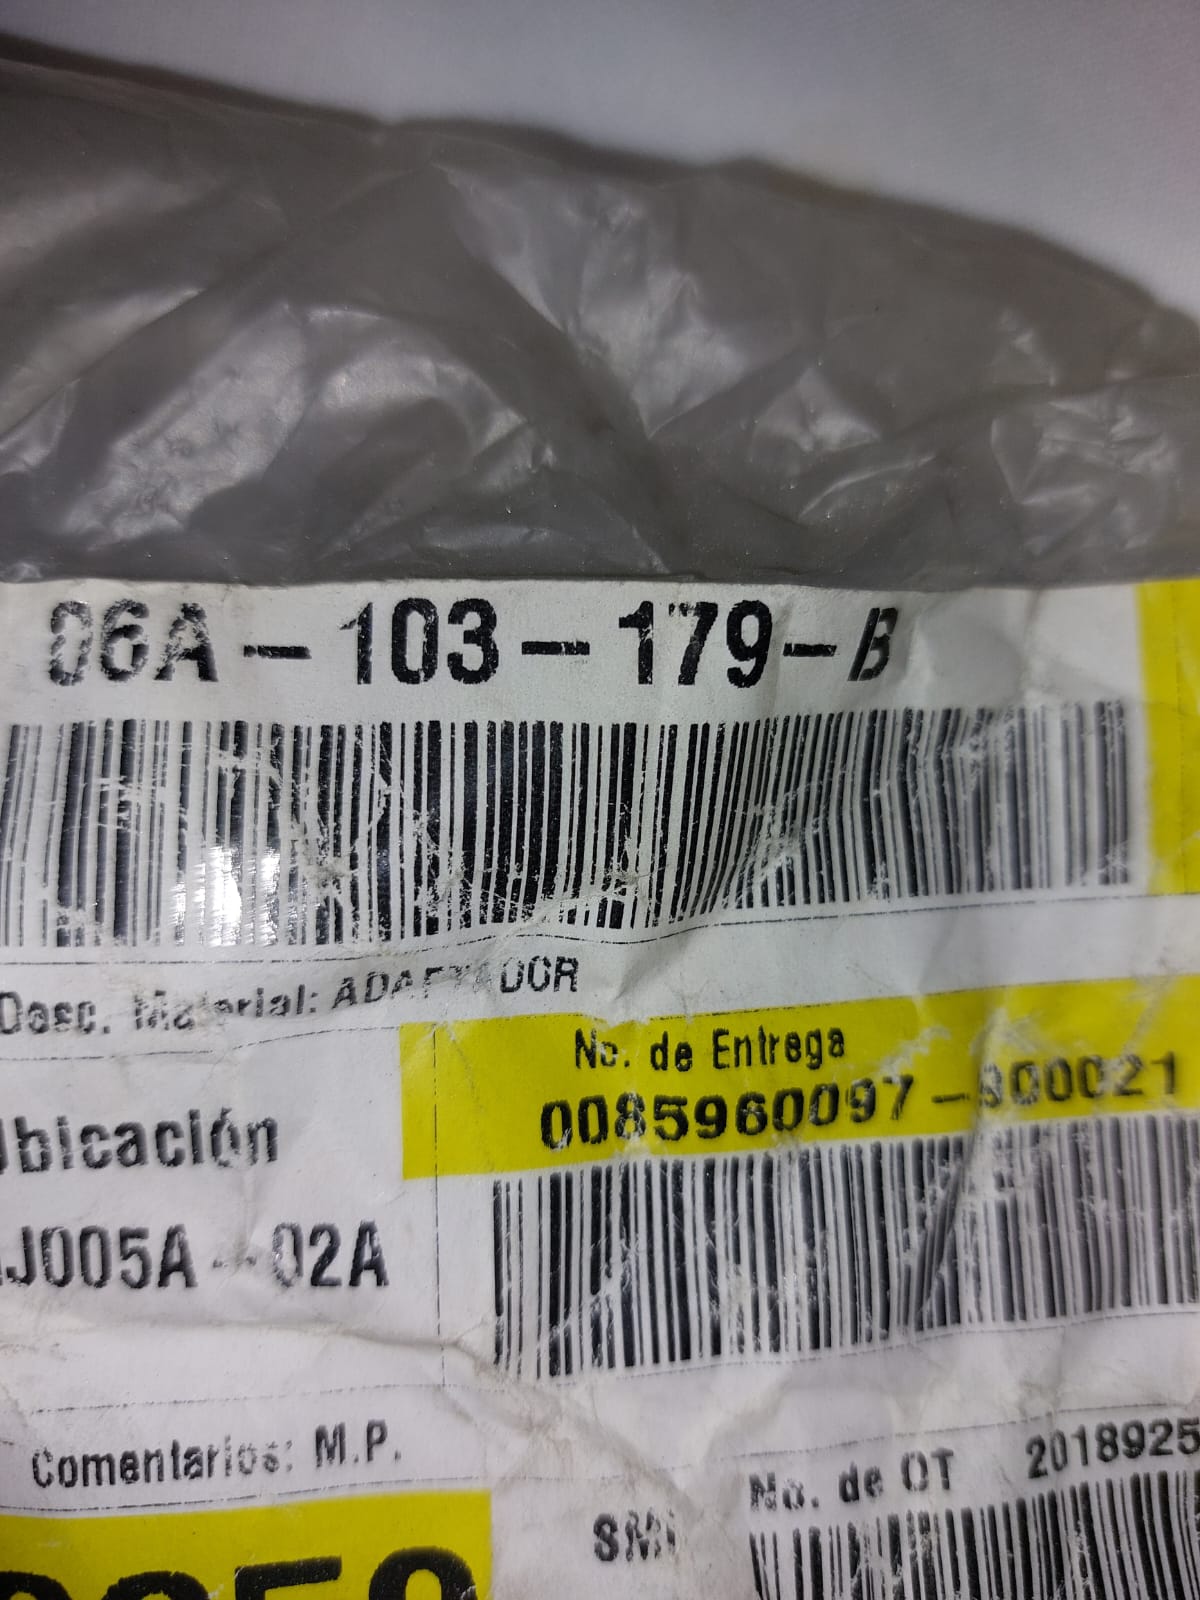 06A-103-179-B
Desc. Material: ADAPTADOR
No. de Entrega
0085960097-900021
Ubicación
J005A-02A
Comentarios: M.P.
No. de OT 2018925